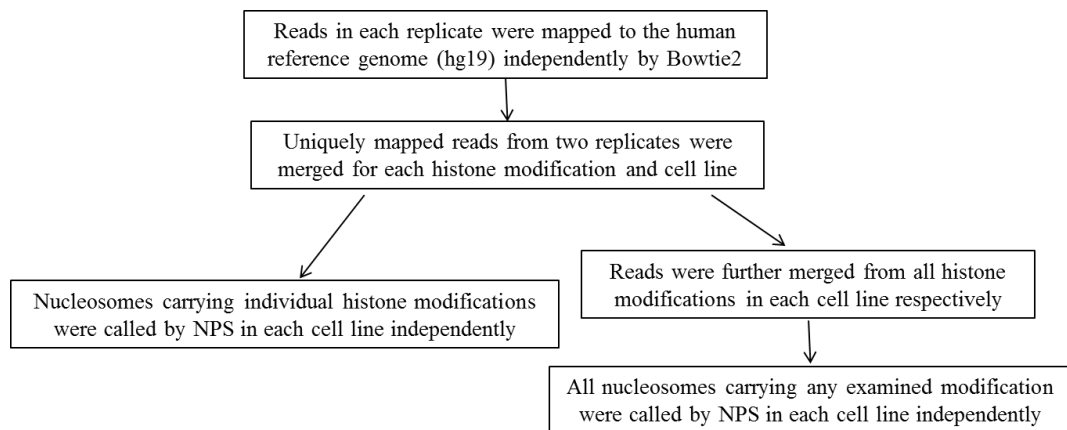 Reads in each replicate were mapped to the human
reference genome (hg19) independently by Bowtie2
Uniquely mapped reads from two replicates were
merged for each histone modification and cell line
Nucleosomes carrying individual histone modifications
were called by NPS in each cell line independently
Reads were further merged from all histone
modifications in each cell line respectively
All nucleosomes carrying any examined modification
were called by NPS in each cell line independently